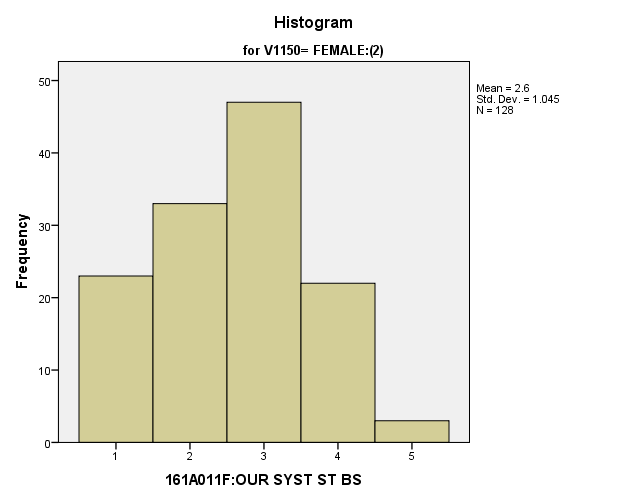 Histogram
for V1150= FEMALE:(2)
Mean = 2.6
Std. Dev. = 1.045
N = 128
Frequency
50
40
30
20
10
0
1 2 3 4 5
161A011F:OUR SYST ST BS